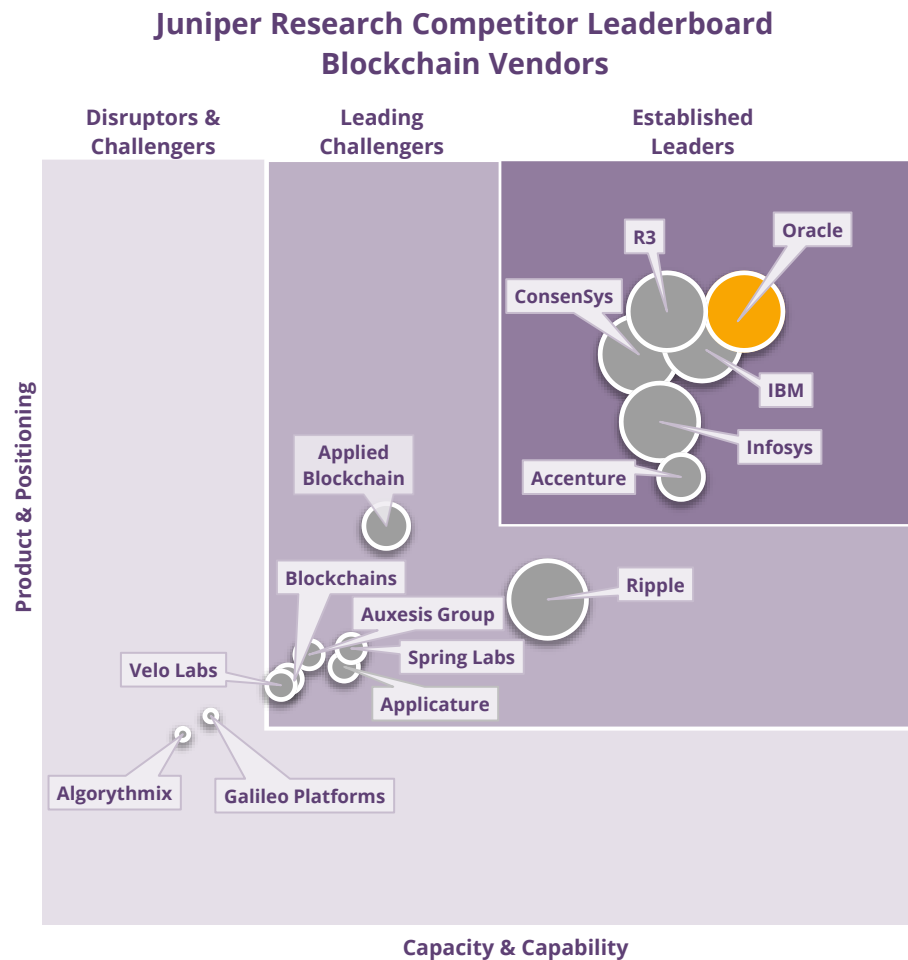 Juniper Research Competitor Leaderboard
Blockchain Vendors
Disruptors &
Challengers
Leading
Challengers
Established
Leaders
R3
Oracle
ConsenSys
IBM
Infosys
Accenture
Applied
Blockchain
Blockchains
Ripple
Auxesis Group
Spring Labs
Velo Labs
Applicature
Algorythmix
Galileo Platforms
Product & Positioning
Capacity & Capability